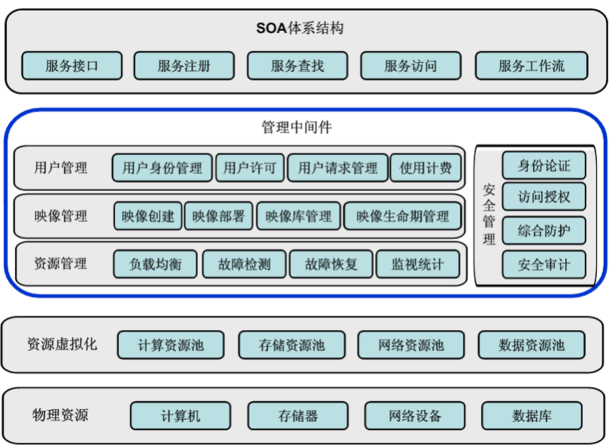 SOA体系结构
服务接口 服务注册 服务查找 服务访问 服务工作流
管理中间件
用户管理 用户身份管理 用户许可 用户请求管理 使用计费
映像管理 映像创建 映像部署 映像库管理 映像生命期管理
资源管理 负载均衡 故障检测 故障恢复 监视统计
安全管理
身份论证
访问授权
综合防护
安全审计
资源虚拟化 计算资源池 存储资源池 网络资源池 数据资源池
物理资源 计算机 存储器 网络设备 数据库